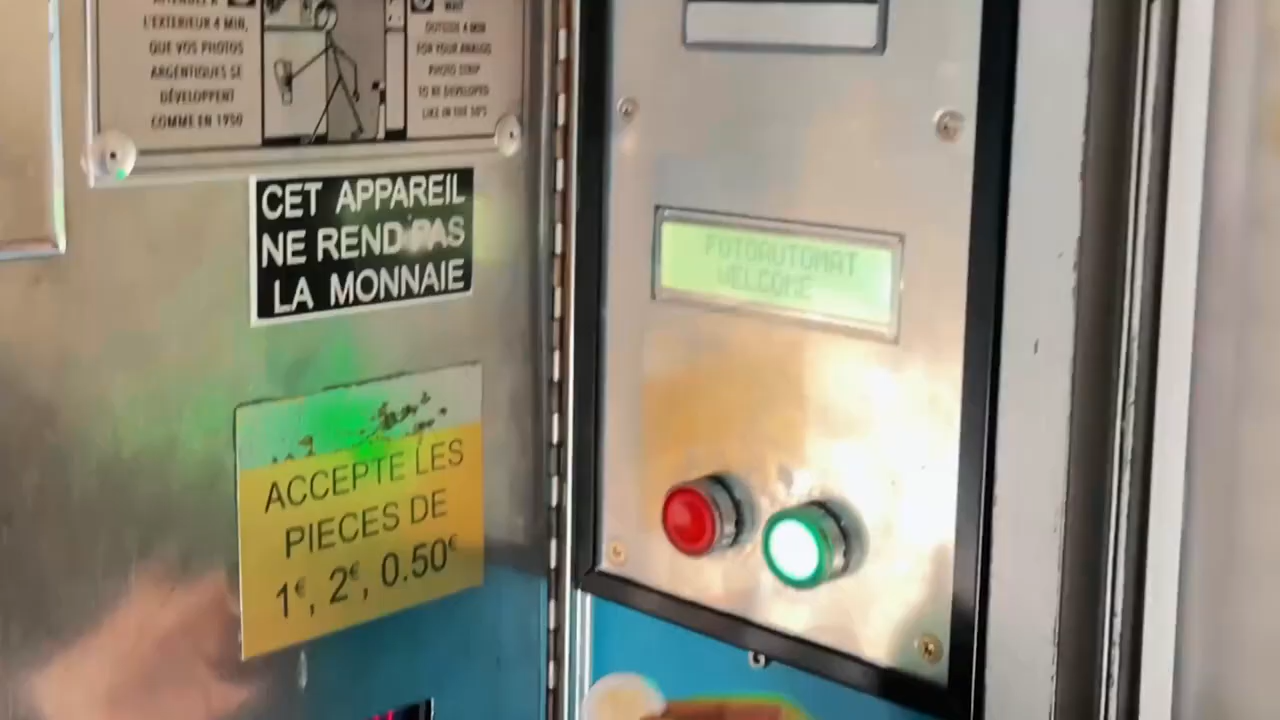 L'EXTERIEUR 4 MIN,
QUE VOS PHOTOS
ARGENTIQUES SE
DÉVELOPPENT
COMME EN 1950
WAIT
OUTSIDE 4 MIN
FOR YOUR ANALOG
PHOTO STRIP
TO BE DEVELOPED
LIKE IN THE 50'S
CET APPAREIL
NE REND PAS
LA MONNAIE
ACCEPTE LES
PIECES DE
1€, 2€, 0.50€
FOTOAUTOMAT
WELCOME